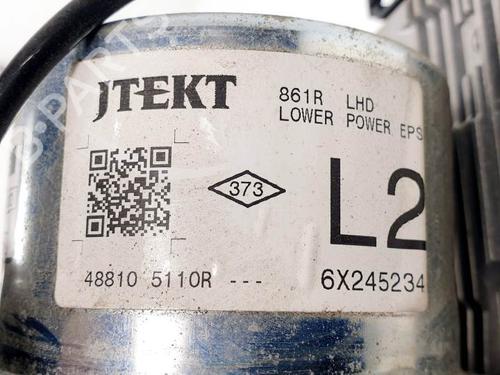 JTEKT
861R LHD
LOWER POWER EPS
373
L2
48810 5110R ---
6X245234